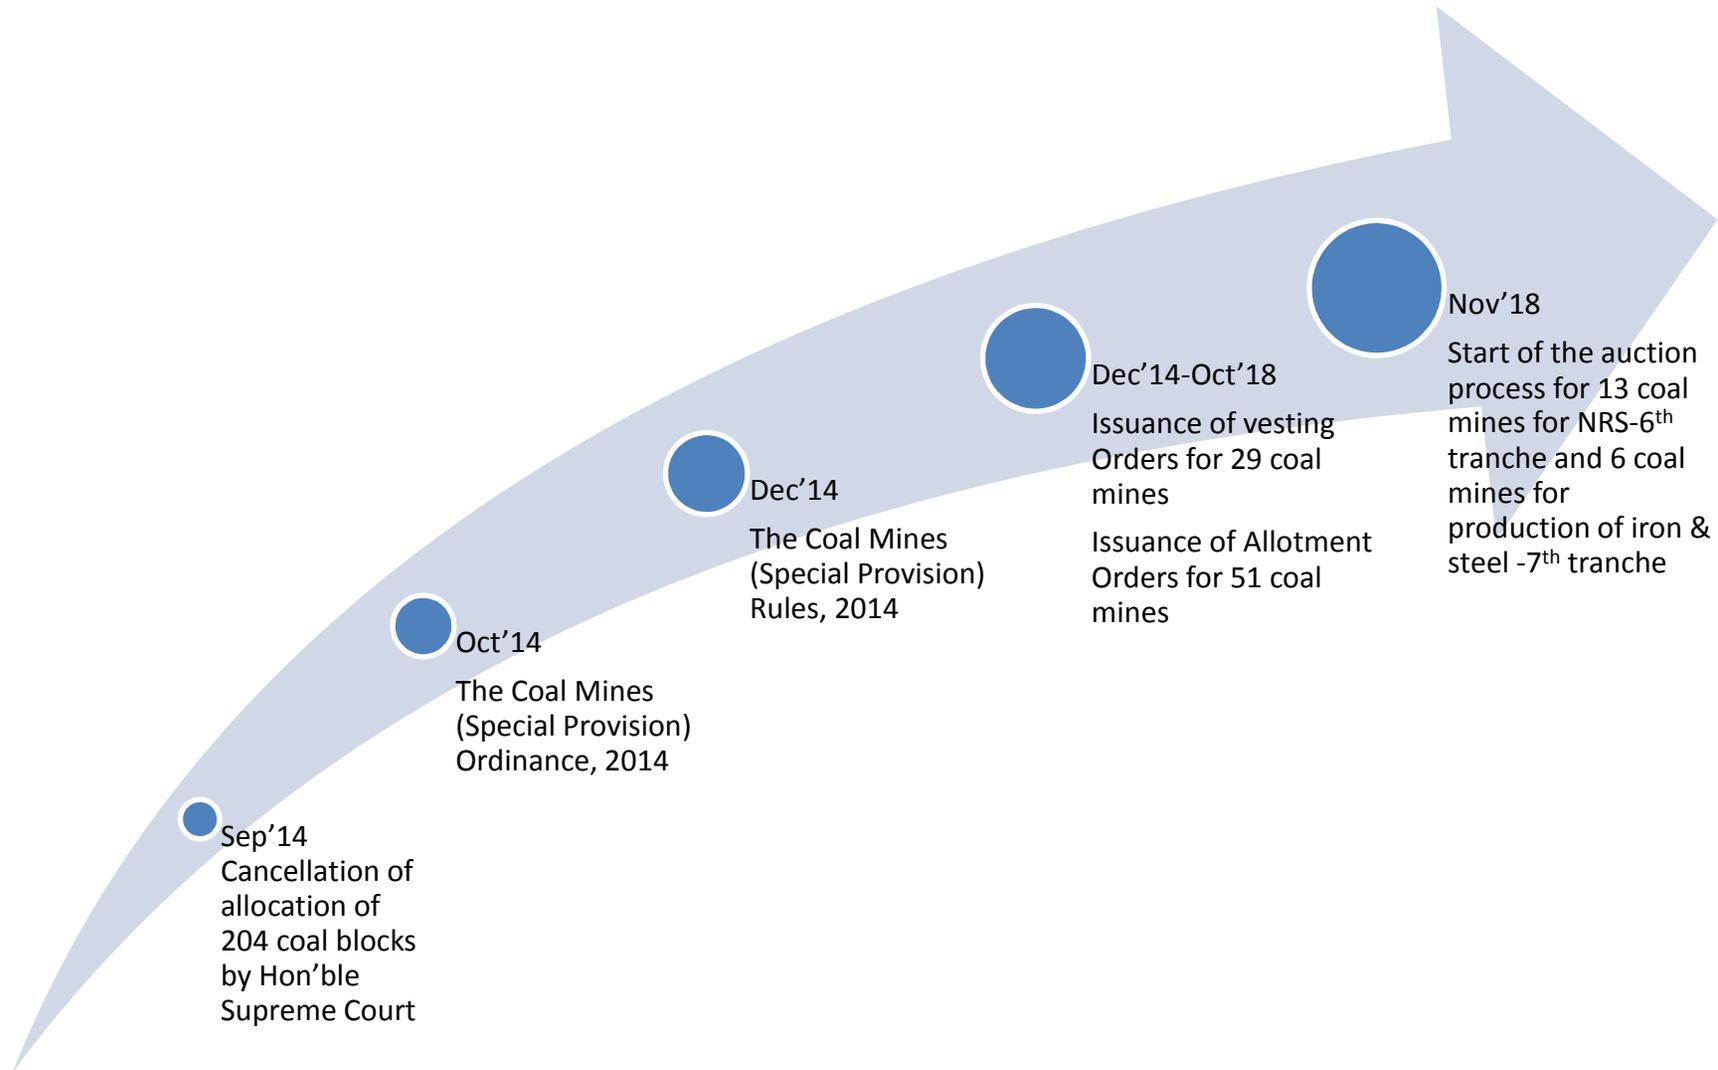 Sep’14
Cancellation of
allocation of
204 coal blocks
by Hon’ble
Supreme Court
Oct’14
The Coal Mines
(Special Provision)
Ordinance, 2014
Dec’14
The Coal Mines
(Special Provision)
Rules, 2014
Dec’14-Oct’18
Issuance of vesting
Orders for 29 coal
mines
Issuance of Allotment
Orders for 51 coal
mines
Nov’18
Start of the auction
process for 13 coal
mines for NRS-6th
tranche and 6 coal
mines for
production of iron &
steel -7th tranche